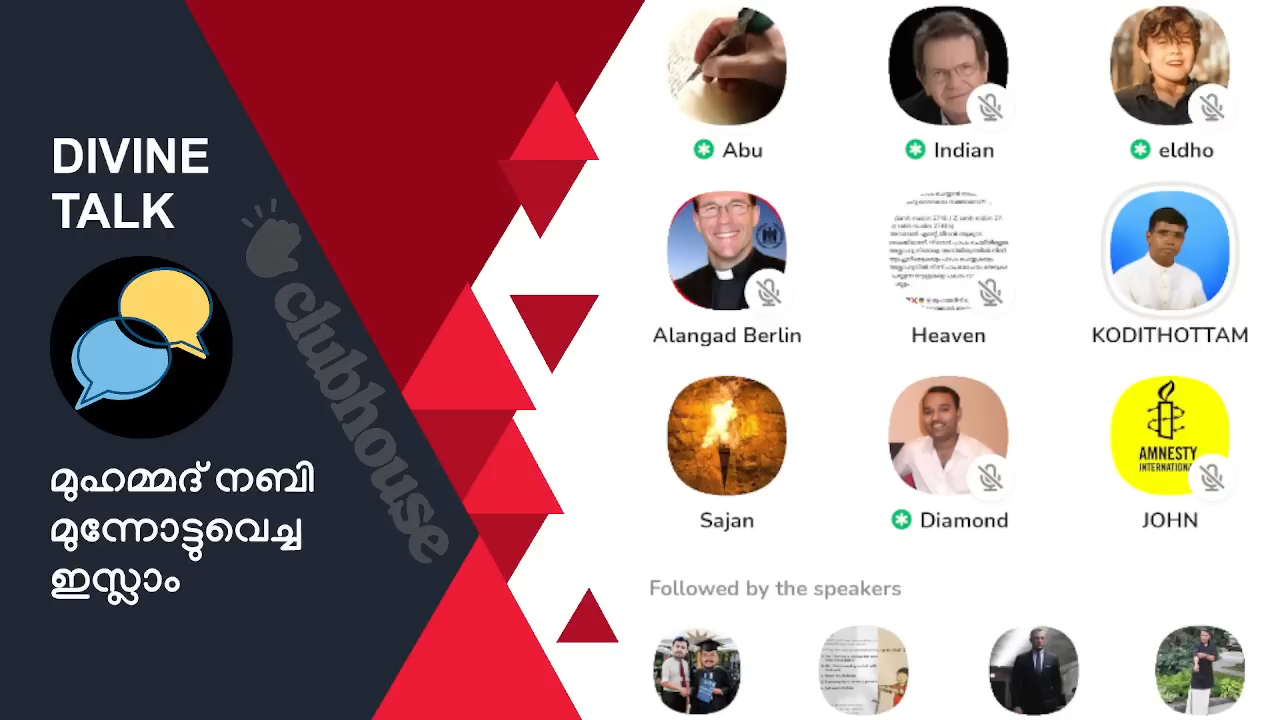 DIVINE
TALK
clubhouse
മുഹമ്മദ് നബി
മുന്നോട്ടുവെച്ച
ഇസ്ലാം
Abu
Indian
eldho
Alangad Berlin
Heaven
KODITHOTTAM
AMNESTY
Sajan
Diamond
JOHN
Followed by the speakers